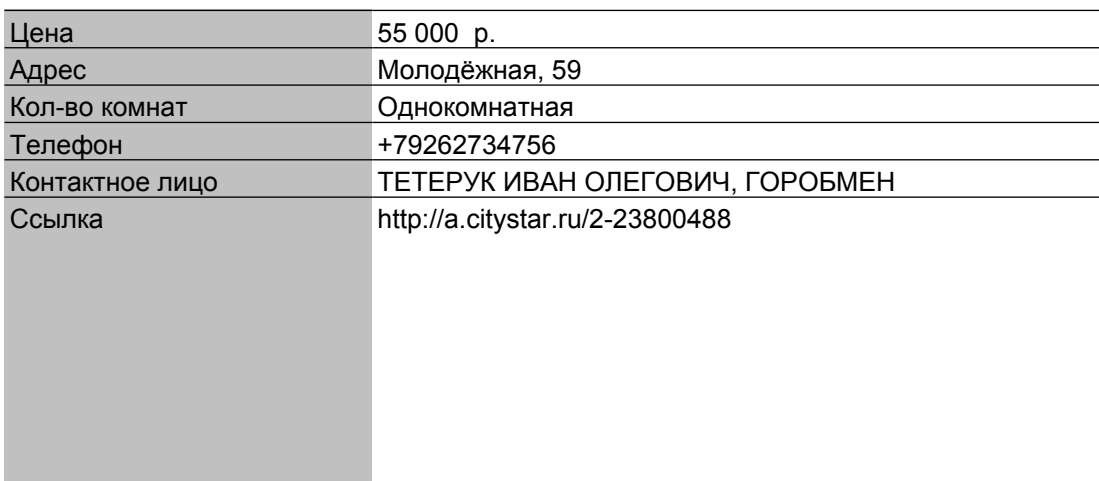 Цена 55 000 р.
Адрес Молодёжная, 59
Кол-во комнат Однокомнатная
Телефон +79262734756
Контактное лицо ТЕТЕРУК ИВАН ОЛЕГОВИЧ, ГОРОБМЕН
Ссылка http://a.citystar.ru/2-23800488